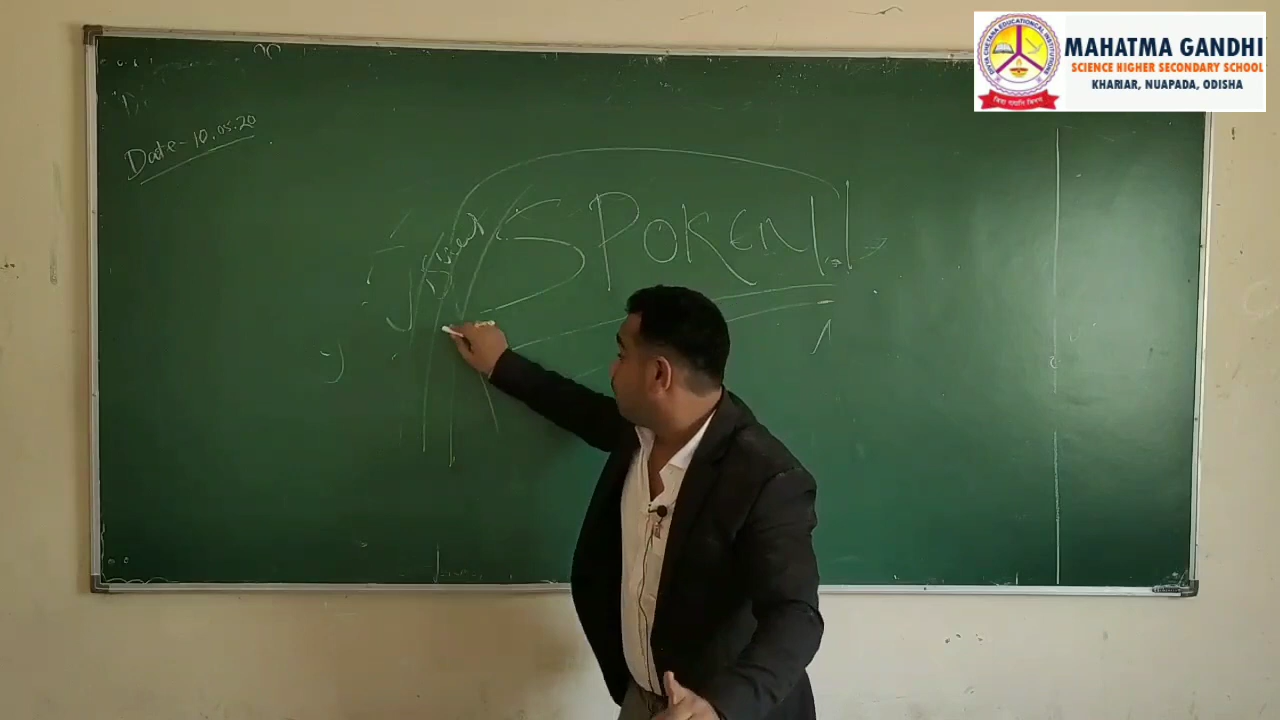 MAHATMA GANDHI
SCIENCE HIGHER SECONDARY SCHOOL
KHARIAR, NUAPADA, ODISHA
Date - 10.05.20
SPOKEN